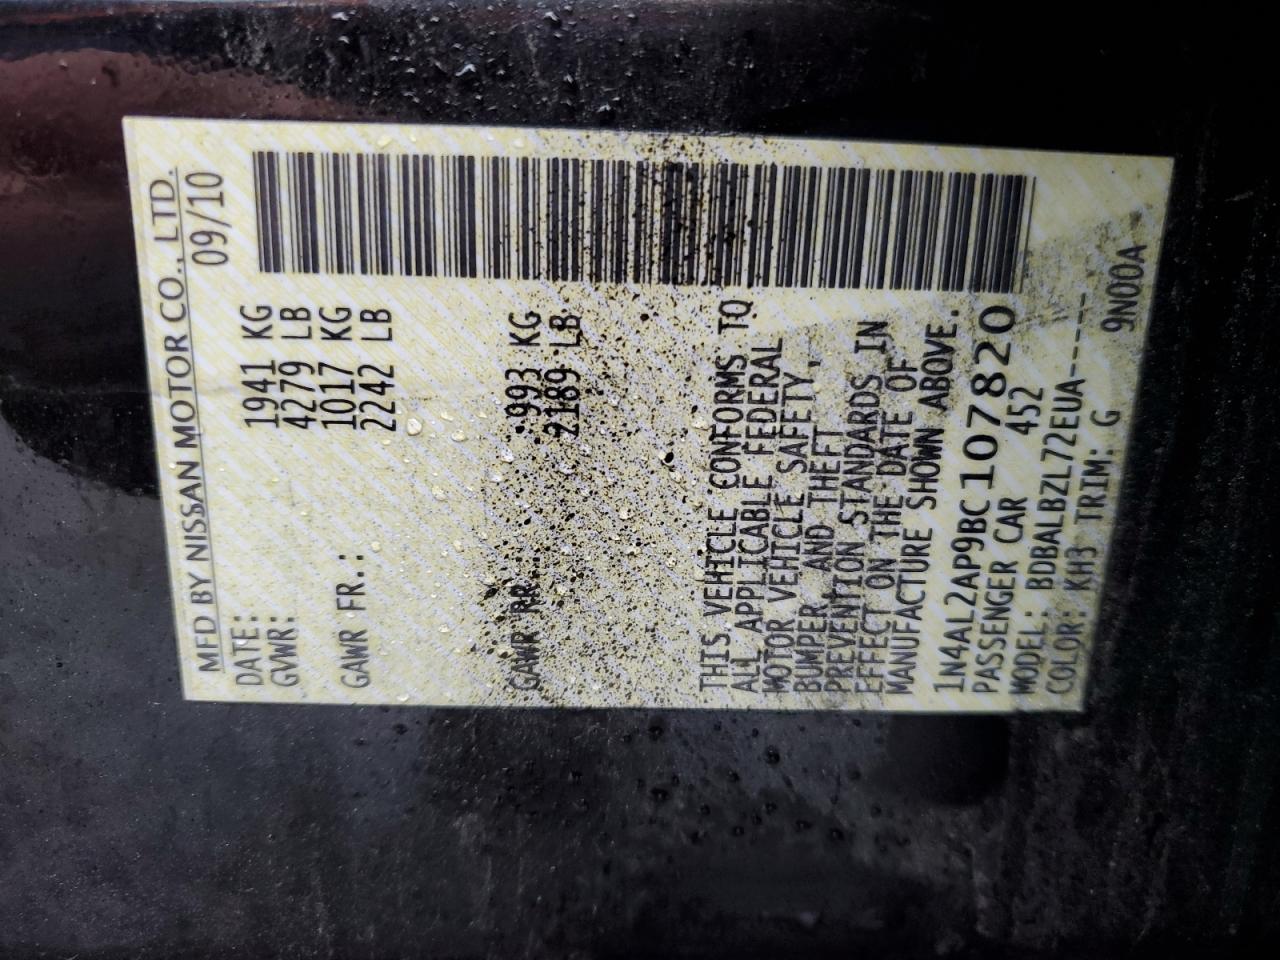 MFD BY NISSAN MOTOR CO., LTD.
DATE: 09/10
GVWR: 1941 KG
4279 LB
GAWR FR.: 1017 KG
2242 LB
GAWR RR.: 993 KG
2189 LB
THIS VEHICLE CONFORMS TO
ALL APPLICABLE FEDERAL
MOTOR VEHICLE SAFETY,
BUMPER AND THEFT
PREVENTION STANDARDS IN
EFFECT ON THE DATE OF
MANUFACTURE SHOWN ABOVE.
1N4AL2AP9BC107820
PASSENGER CAR 452
MODEL: BDBALBZL72EUA-----
COLOR: KH3 TRIM: G 9N00A